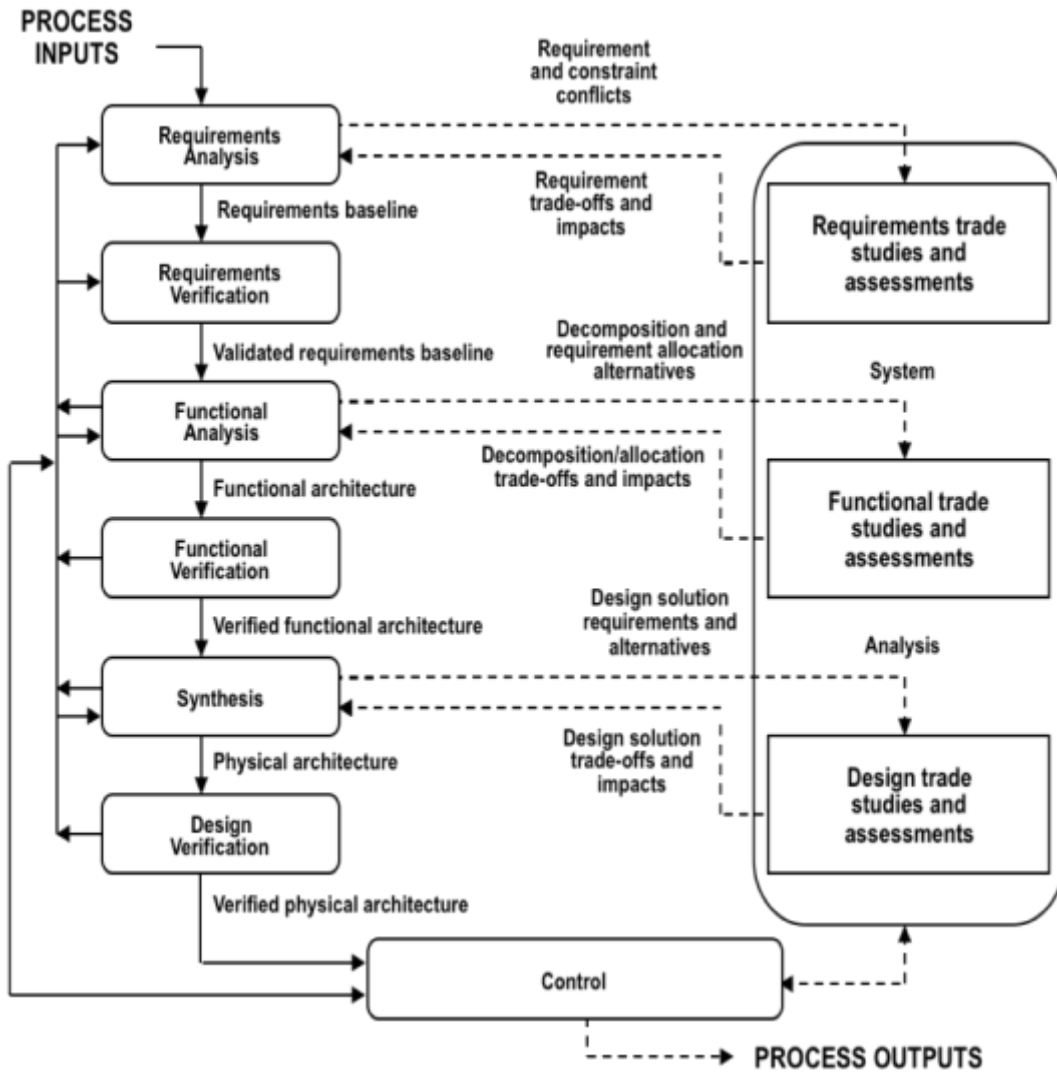 PROCESS
INPUTS
Requirement
and constraint
conflicts
Requirements
Analysis
Requirement
trade-offs and
impacts
Requirements baseline
Requirements trade
studies and
assessments
Requirements
Verification
Decomposition and
requirement allocation
alternatives
Validated requirements baseline
System
Functional
Analysis
Decomposition/allocation
trade-offs and impacts
Functional architecture
Functional trade
studies and
assessments
Functional
Verification
Design solution
requirements and
alternatives
Verified functional architecture
Analysis
Synthesis
Design solution
trade-offs and
impacts
Physical architecture
Design trade
studies and
assessments
Design
Verification
Verified physical architecture
Control
PROCESS OUTPUTS